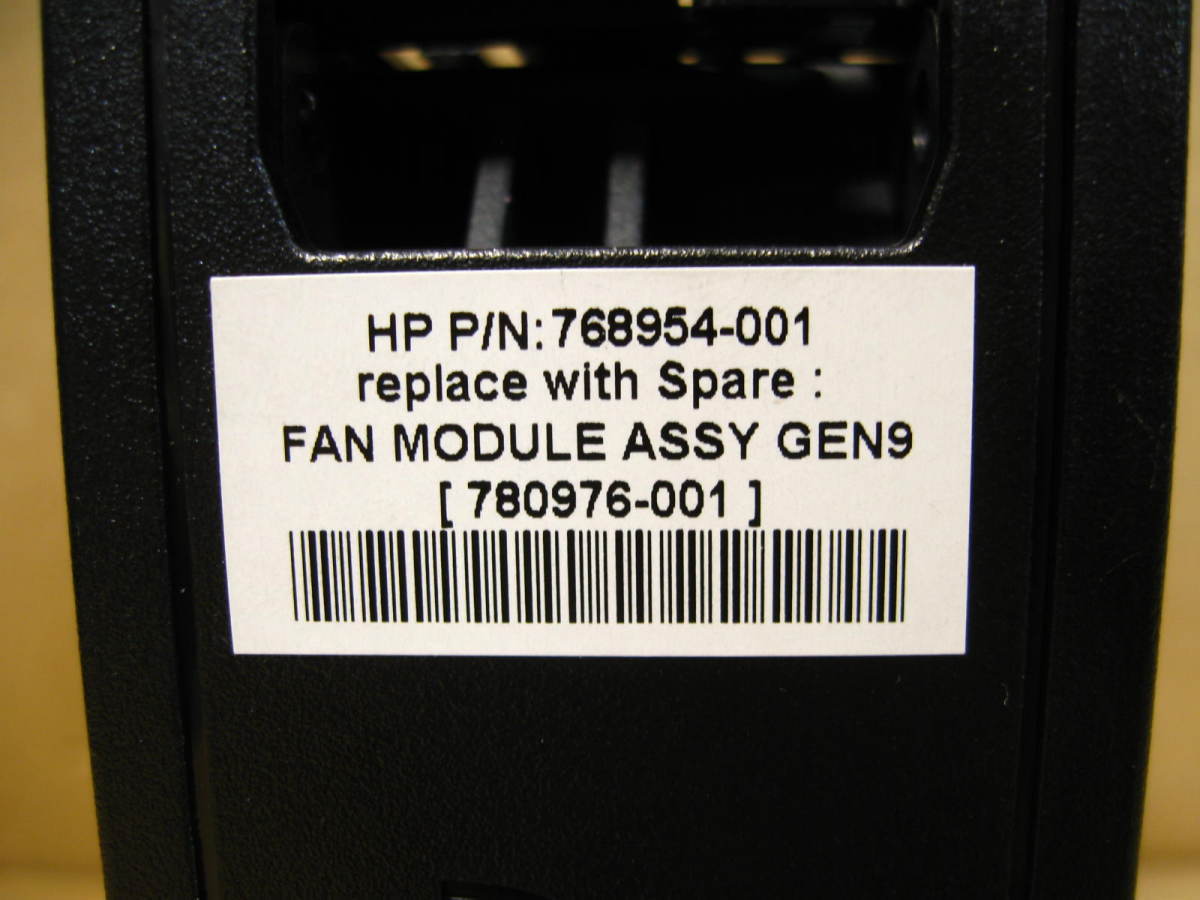 HP P/N:768954-001
replace with Spare :
FAN MODULE ASSY GEN9
[ 780976-001 ]